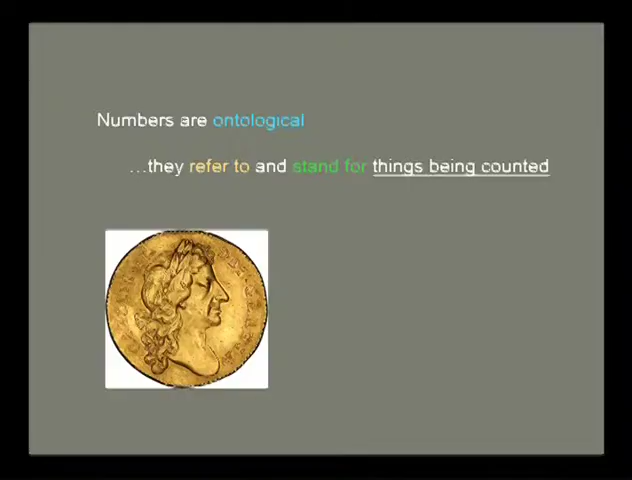 Numbers are ontological
…they refer to and stand for things being counted